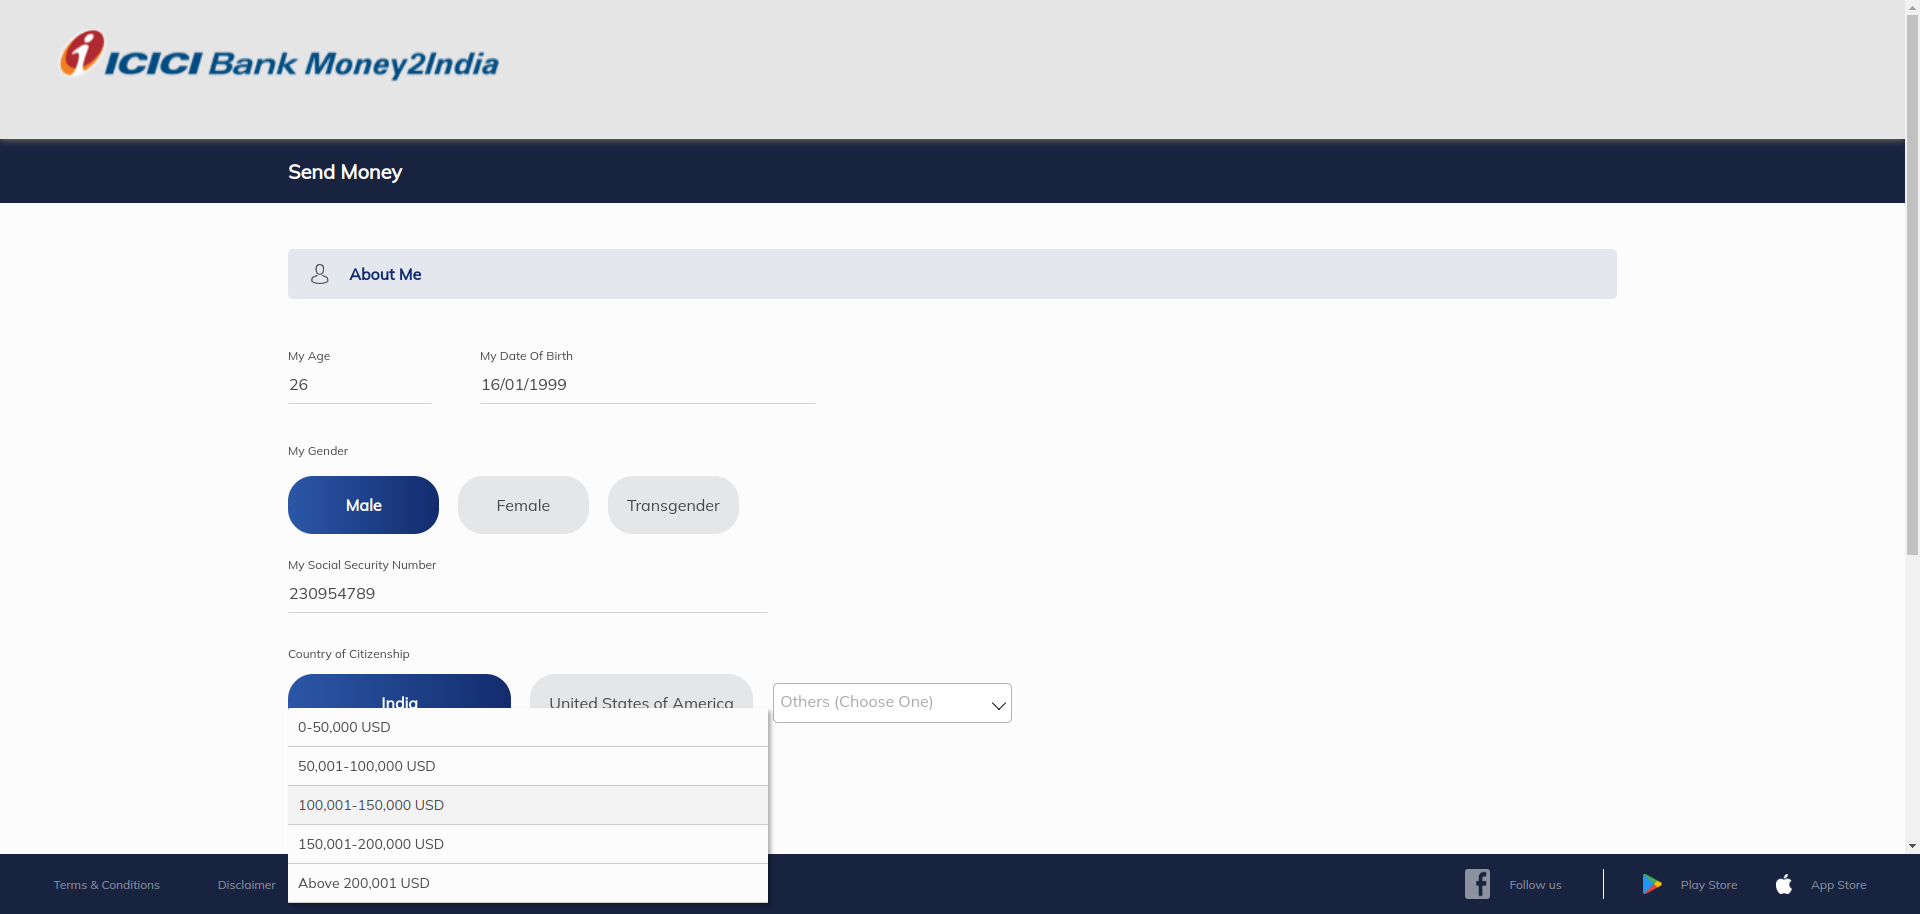 ICICI Bank Money2India
Send Money
About Me
My Age
My Date Of Birth
26
16/01/1999
My Gender
Male
Female
Transgender
My Social Security Number
230954789
Country of Citizenship
India
United States of America
Others (Choose One)
0-50,000 USD
50,001-100,000 USD
100,001-150,000 USD
150,001-200,000 USD
Above 200,001 USD
Terms & Conditions
Disclaimer
Follow us
Play Store
App Store